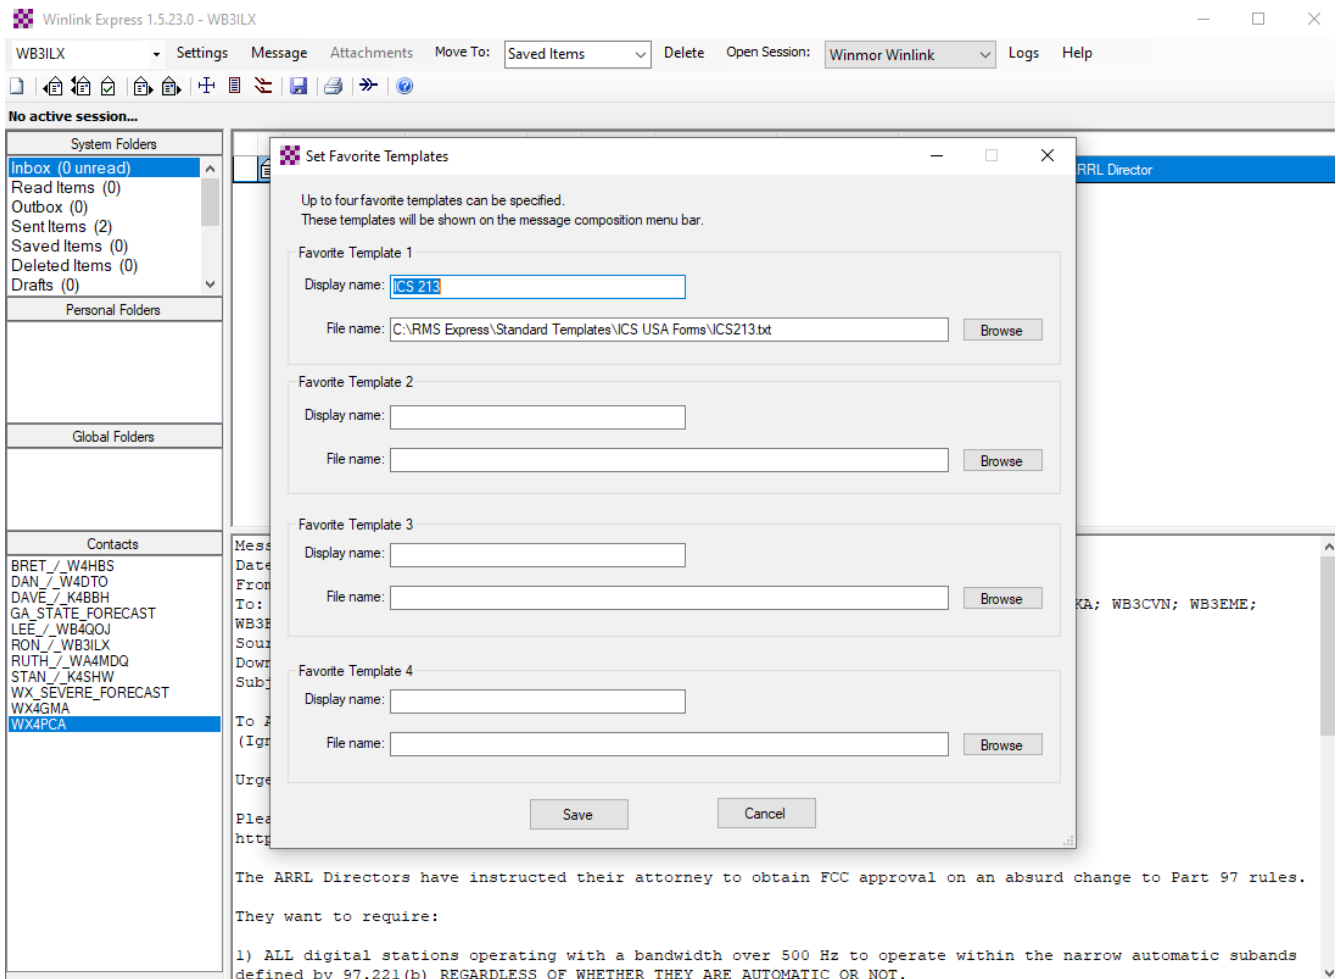 Winlink Express 1.5.23.0 - WB3ILX
WB3ILX Settings Message Attachments Move To: Saved Items Delete Open Session: Winmor Winlink Logs Help
No active session...
System Folders
Inbox (0 unread)
Read Items (0)
Outbox (0)
Sent Items (2)
Saved Items (0)
Deleted Items (0)
Drafts (0)
Personal Folders
Global Folders
Contacts
BRET_/_W4HBS
DAN_/_W4DTO
DAVE_/_K4BBH
GA_STATE_FORECAST
LEE_/_WB4QOJ
RON_/_WB3ILX
RUTH_/_WA4MDQ
STAN_/_K4SHW
WX_SEVERE_FORECAST
WX4GMA
WX4PCA
Set Favorite Templates
Up to four favorite templates can be specified.
These templates will be shown on the message composition menu bar.
Favorite Template 1
Display name: ICS 213
File name: C:\RMS Express\Standard Templates\ICS USA Forms\ICS213.txt Browse
Favorite Template 2
Display name:
File name: Browse
Favorite Template 3
Display name:
File name: Browse
Favorite Template 4
Display name:
File name: Browse
Save Cancel
Director
To: KA; WB3CVN; WB3EME;
To
The ARRL Directors have instructed their attorney to obtain FCC approval on an absurd change to Part 97 rules.
They want to require:
1) ALL digital stations operating with a bandwidth over 500 Hz to operate within the narrow automatic subands
defined by 97.221(b) REGARDLESS OF WHETHER THEY ARE AUTOMATIC OR NOT.